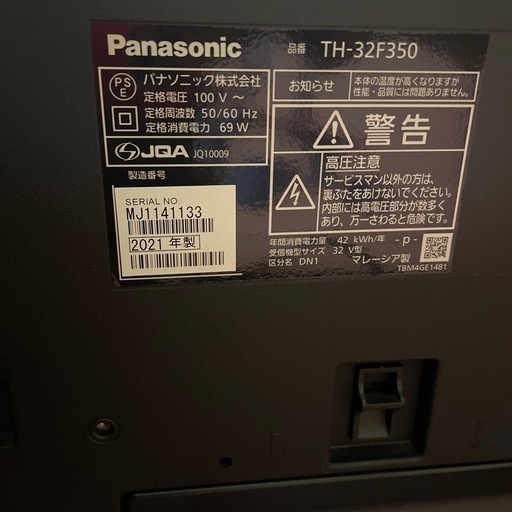 Panasonic 品番 TH-32F350
PSE パナソニック株式会社
定格電圧 100 V ～
定格周波数 50/60 Hz
定格消費電力 69 W
JQA JQ10009
製造番号
SERIAL NO.
MJ1141133
2021 年製
お知らせ
本体の温度が高くなりますが
性能・品質には問題ありません。
警告
高圧注意
サービスマン以外の方は、
裏ぶたをあけないでください。
内部には高電圧部分が数多く
あり、万一さわると危険です。
年間消費電力量 42 kWh/年 - p -
受信機型サイズ 32 V型
区分名 DN1 マレーシア製
TBM4GE1481